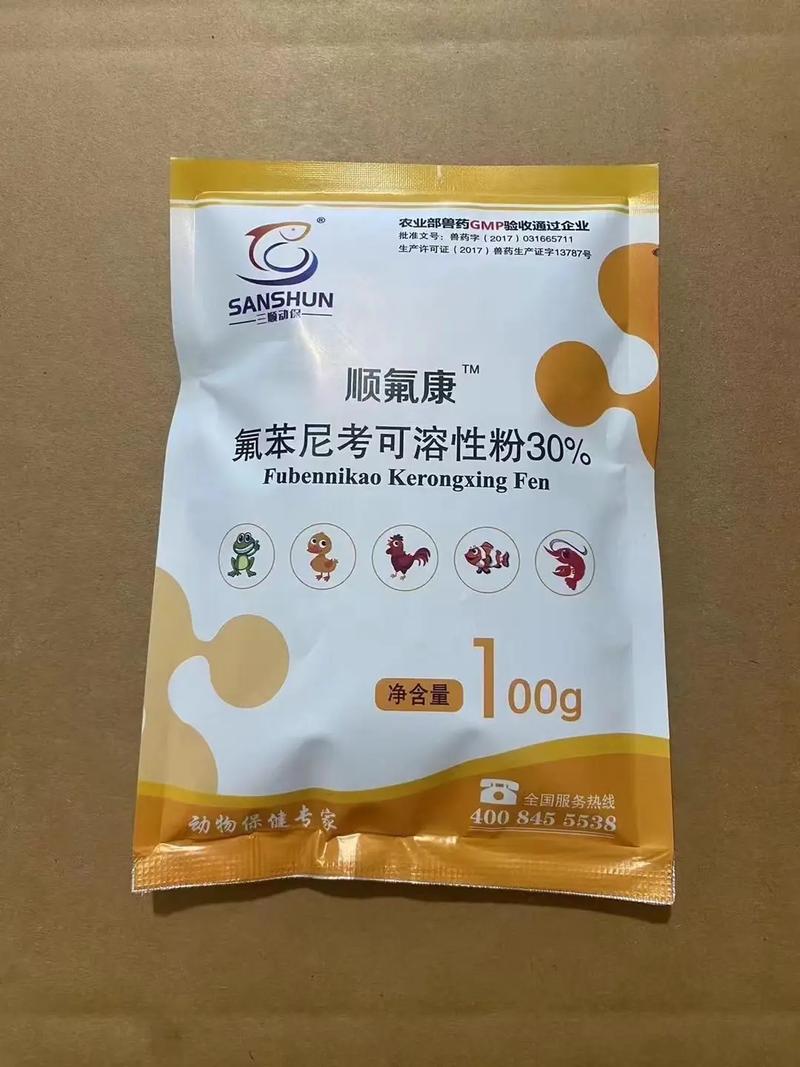 ®
SANSHUN
三顺动保
农业部兽药GMP验收通过企业
批准文号：兽药字（2017）031665711
生产许可证（2017）兽药生产证字13787号
顺氟康™
氟苯尼考可溶性粉30%
Fubennikao Kerongxing Fen
净含量 100g
动物保健专家
全国服务热线
400 845 5538